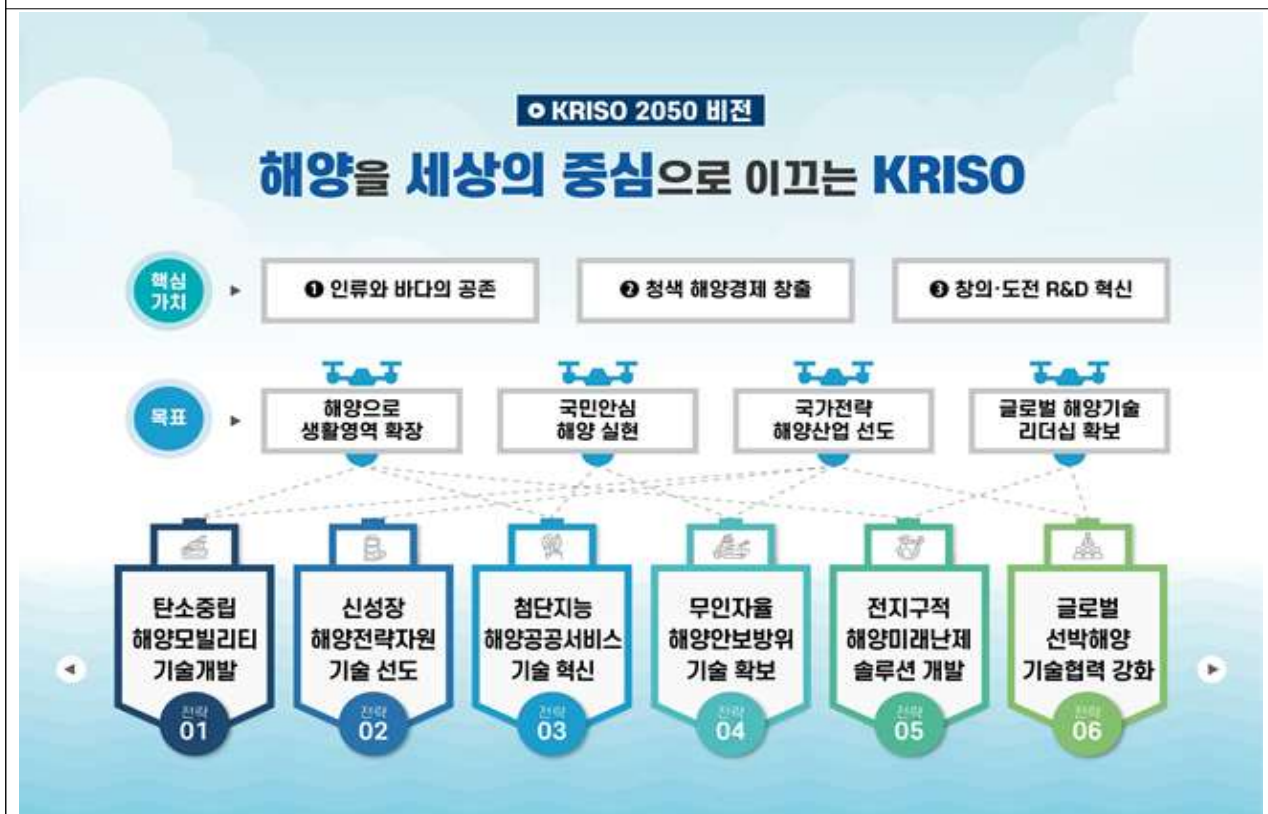 KRISO 2050 비전
해양을 세상의 중심으로 이끄는 KRISO
핵심
가치
❶ 인류와 바다의 공존
❷ 청색 해양경제 창출
❸ 창의·도전 R&D 혁신
목표
해양으로
생활영역 확장
국민안심
해양 실현
국가전략
해양산업 선도
글로벌 해양기술
리더십 확보
탄소중립
해양모빌리티
기술개발
전략
01
신성장
해양전략자원
기술 선도
전략
02
첨단지능
해양공공서비스
기술 혁신
전략
03
무인자율
해양안보방위
기술 확보
전략
04
전지구적
해양미래난제
솔루션 개발
전략
05
글로벌
선박해양
기술협력 강화
전략
06